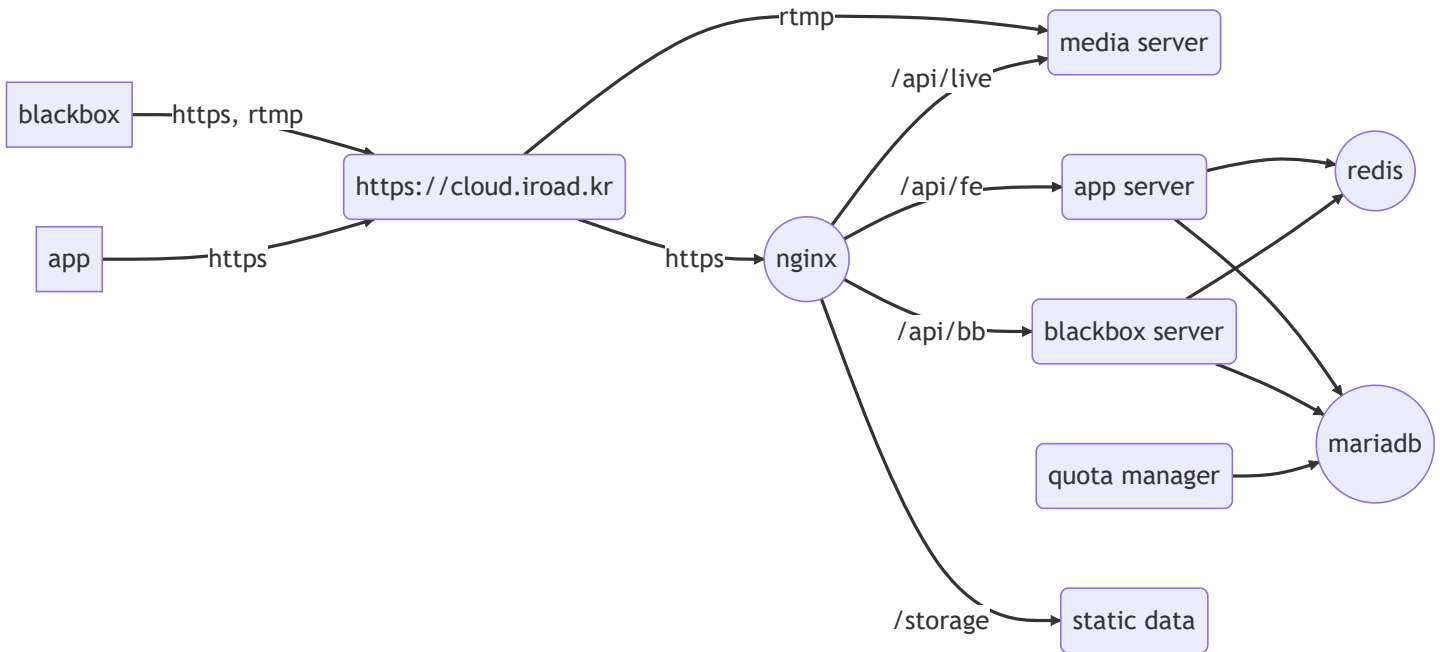 rtmp
media server
/api/live
blackbox
https, rtmp
https://cloud.iroad.kr
/api/fe
app server
redis
app
https
https
nginx
/api/bb
blackbox server
mariadb
quota manager
/storage
static data